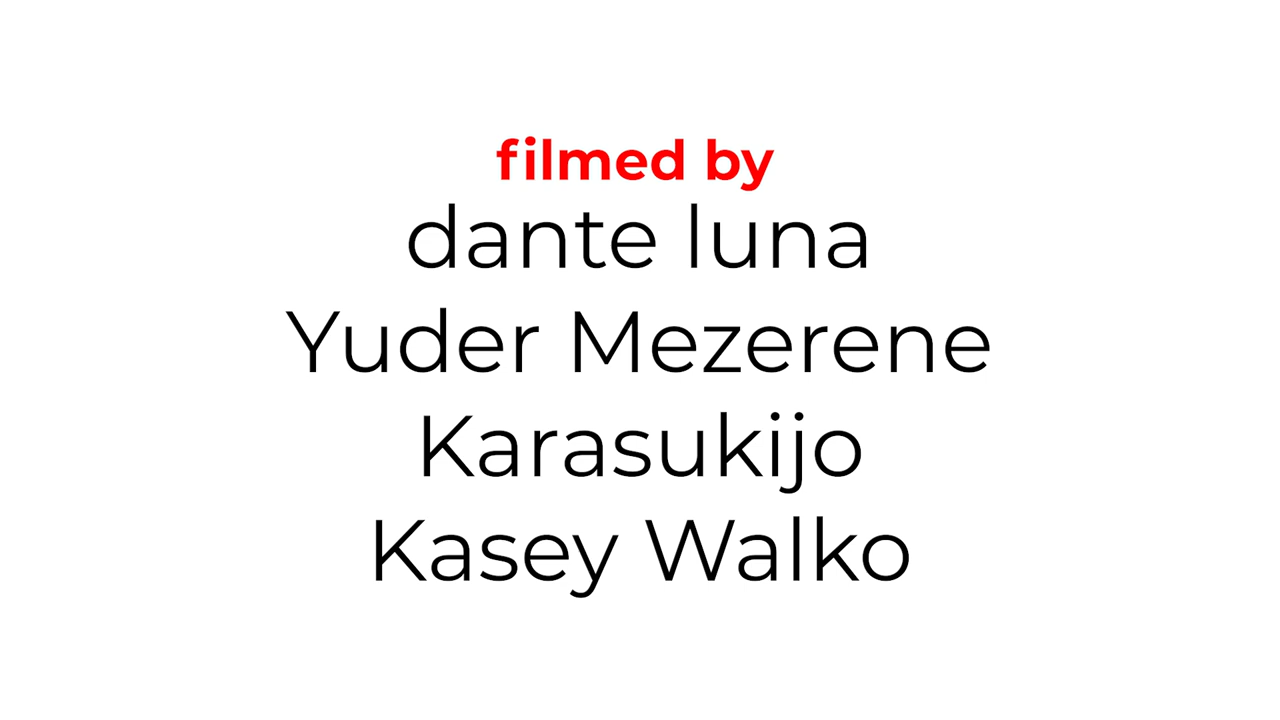 filmed by
dante luna
Yuder Mezerene
Karasukijo
Kasey Walko